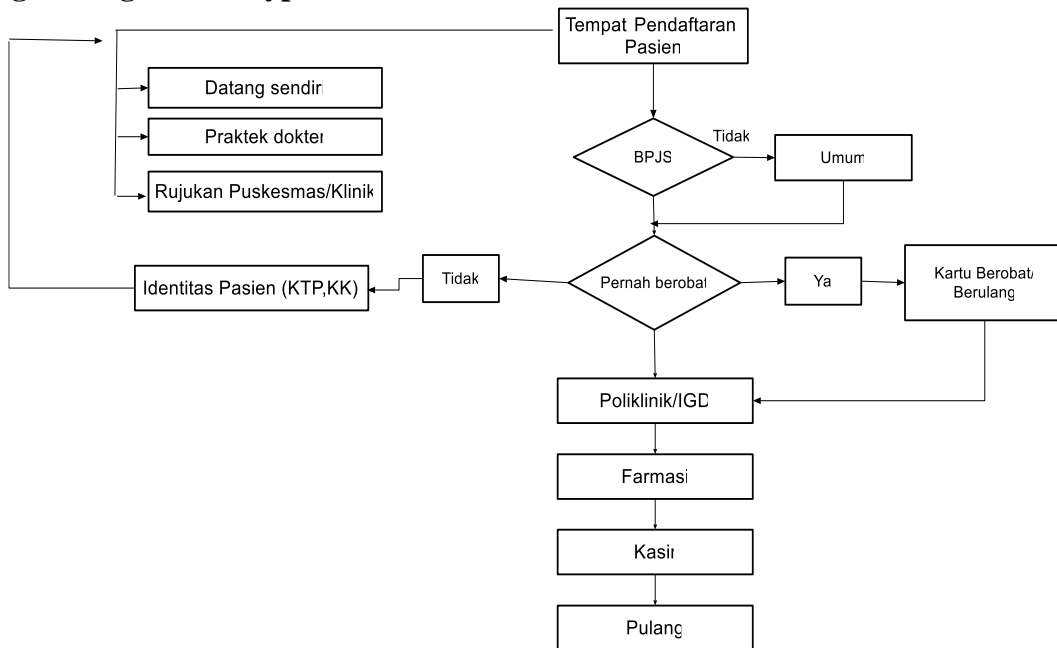 Tempat Pendaftaran
Pasien
Datang sendiri
Praktek dokter
Rujukan Puskesmas/Klinik
BPJS
Tidak
Umum
Identitas Pasien (KTP,KK)
Tidak
Pernah berobat
Ya
Kartu Berobat/
Berulang
Poliklinik/IGD
Farmasi
Kasir
Pulang